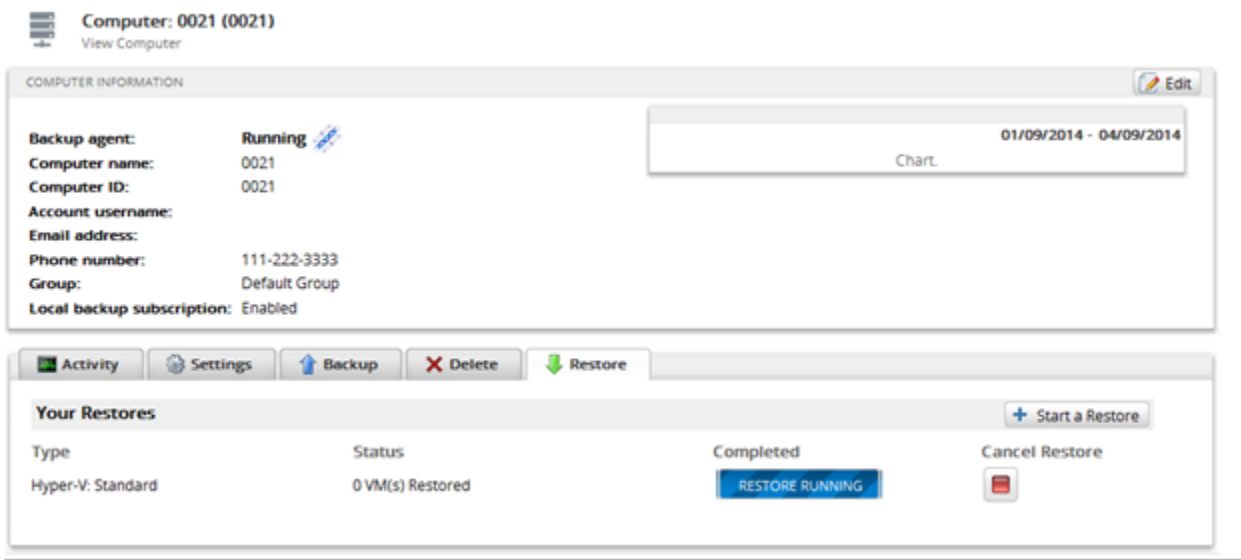 Computer: 0021 (0021)
View Computer
COMPUTER INFORMATION
Edit
Backup agent: Running
01/09/2014 - 04/09/2014
Computer name: 0021
Chart.
Computer ID: 0021
Account username:
Email address:
Phone number: 111-222-3333
Group: Default Group
Local backup subscription: Enabled
Activity Settings Backup Delete Restore
Your Restores
Start a Restore
Type Status Completed Cancel Restore
Hyper-V: Standard 0 VM(s) Restored RESTORE RUNNING